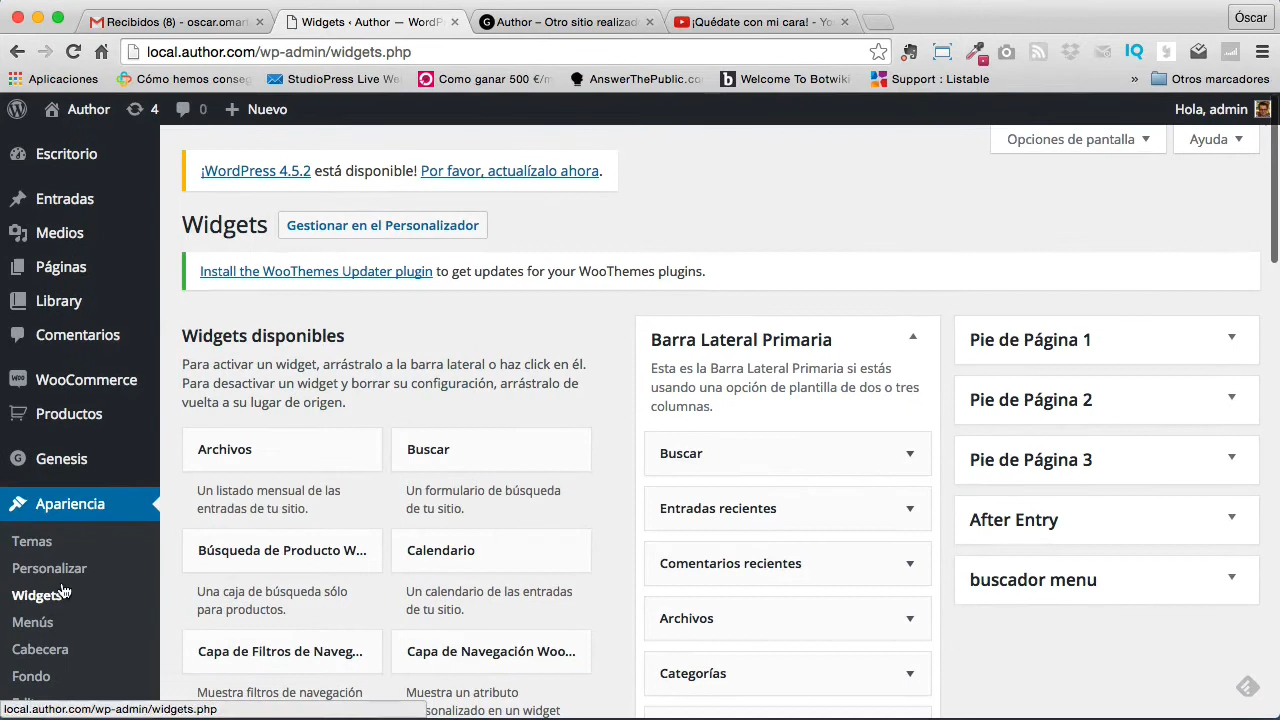 Recibidos (8) - oscar.omar
Widgets ‹ Author — WordPr
Author – Otro sitio realizad
¡Quédate con mi cara! - Yo
Óscar
local.author.com/wp-admin/widgets.php
Aplicaciones
Cómo hemos conseg
StudioPress Live We
Como ganar 500 €/m
AnswerThePublic.co
Welcome To Botwiki
Support : Listable
»
Otros marcadores
Author
4
0
Nuevo
Hola, admin
Opciones de pantalla
Ayuda
Escritorio
Entradas
Medios
Páginas
Library
Comentarios
WooCommerce
Productos
Genesis
Apariencia
Temas
Personalizar
Widgets
Menús
Cabecera
Fondo
local.author.com/wp-admin/widgets.php
¡WordPress 4.5.2 está disponible! Por favor, actualízalo ahora.
Widgets
Gestionar en el Personalizador
Install the WooThemes Updater plugin to get updates for your WooThemes plugins.
Widgets disponibles
Para activar un widget, arrástralo a la barra lateral o haz click en él.
Para desactivar un widget y borrar su configuración, arrástralo de
vuelta a su lugar de origen.
Archivos
Un listado mensual de las
entradas de tu sitio.
Buscar
Un formulario de búsqueda
de tu sitio.
Búsqueda de Producto W...
Una caja de búsqueda sólo
para productos.
Calendario
Un calendario de las entradas
de tu sitio.
Capa de Filtros de Naveg...
Muestra filtros de navegación
Capa de Navegación Woo...
Muestra un atributo
personalizado en un widget
Barra Lateral Primaria
Esta es la Barra Lateral Primaria si estás
usando una opción de plantilla de dos o tres
columnas.
Buscar
Entradas recientes
Comentarios recientes
Archivos
Categorías
Pie de Página 1
Pie de Página 2
Pie de Página 3
After Entry
buscador menu